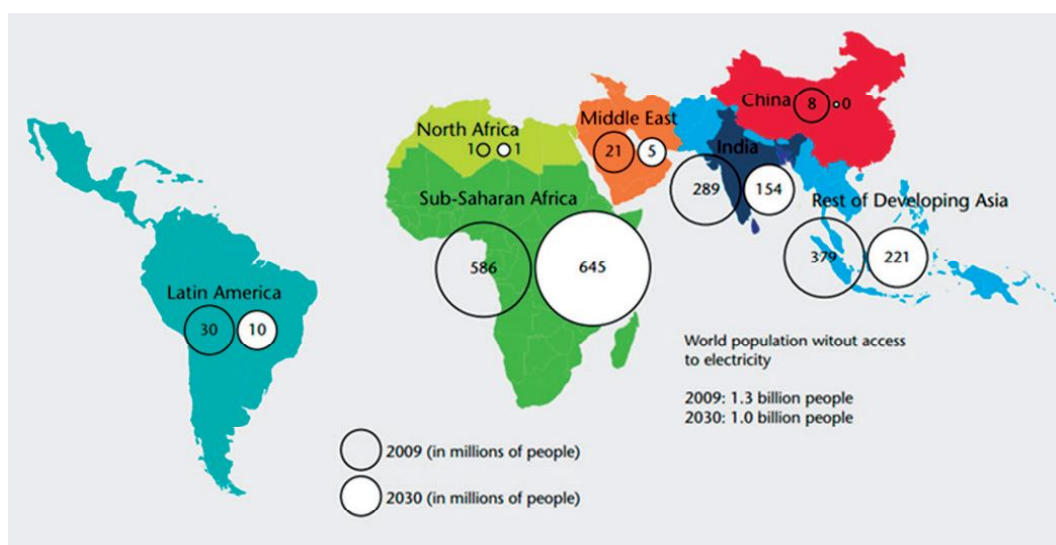 China 8 0
North Africa
1 1
Middle East
21 5
India
289 154
Sub-Saharan Africa
586 645
Rest of Developing Asia
379 221
Latin America
30 10
World population witout access
to electricity
2009: 1.3 billion people
2030: 1.0 billion people
2009 (in millions of people)
2030 (in millions of people)